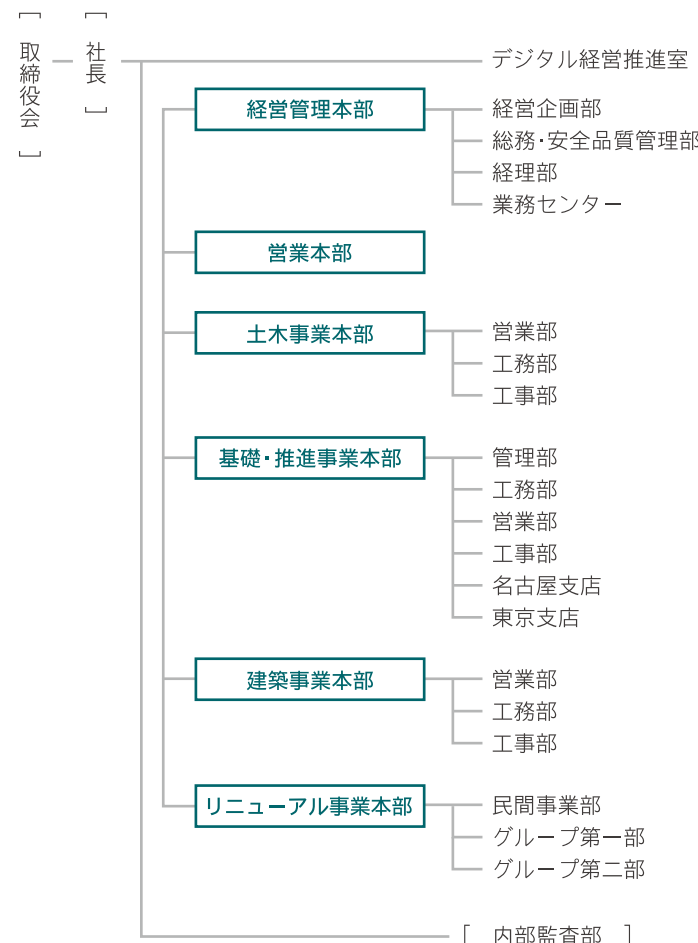 [ 取締役会 ]
[ 社長 ]
デジタル経営推進室
経営管理本部
経営企画部
総務・安全品質管理部
経理部
業務センター
営業本部
土木事業本部
営業部
工務部
工事部
基礎・推進事業本部
管理部
工務部
営業部
工事部
名古屋支店
東京支店
建築事業本部
営業部
工務部
工事部
リニューアル事業本部
民間事業部
グループ第一部
グループ第二部
[ 内部監査部 ]